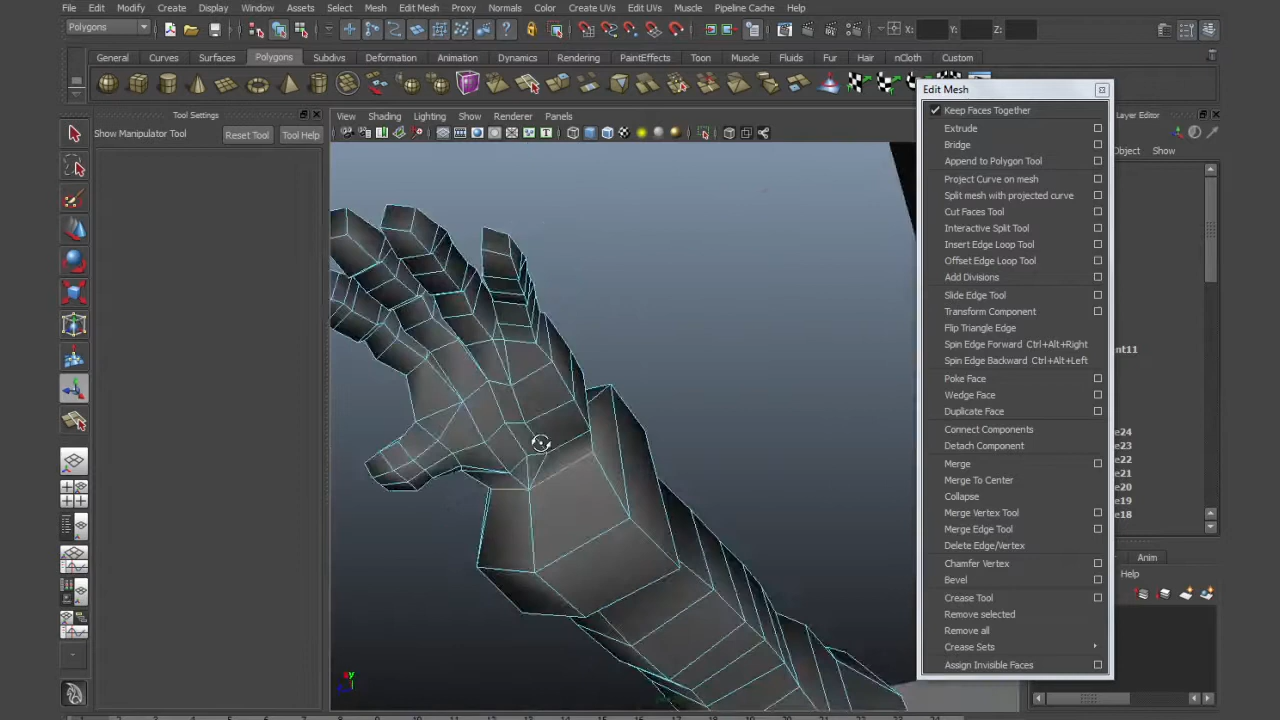 File Edit Modify Create Display Window Assets Select Mesh Edit Mesh Proxy Normals Color Create UVs Edit UVs Muscle Pipeline Cache Help
Polygons X: Y: Z:
General Curves Surfaces Polygons Subdivs Deformation Animation Dynamics Rendering PaintEffects Toon Muscle Fluids Fur Hair nCloth Custom
Edit Mesh
Tool Settings
Layer Editor
View Shading Lighting Show Renderer Panels
Show Manipulator Tool Reset Tool Tool Help
Object Show
Keep Faces Together
Extrude
Bridge
Append to Polygon Tool
Project Curve on mesh
Split mesh with projected curve
Cut Faces Tool
Interactive Split Tool
Insert Edge Loop Tool
Offset Edge Loop Tool
Add Divisions
Slide Edge Tool
Transform Component
Flip Triangle Edge
Spin Edge Forward Ctrl+Alt+Right
Spin Edge Backward Ctrl+Alt+Left
Poke Face
Wedge Face
Duplicate Face
Connect Components
Detach Component
Merge
Merge To Center
Collapse
Merge Vertex Tool
Merge Edge Tool
Delete Edge/Vertex
Chamfer Vertex
Bevel
Crease Tool
Remove selected
Remove all
Crease Sets
Assign Invisible Faces
nt11
e24
e23
e22
e21
e20
e19
e18
Anim
Help
y